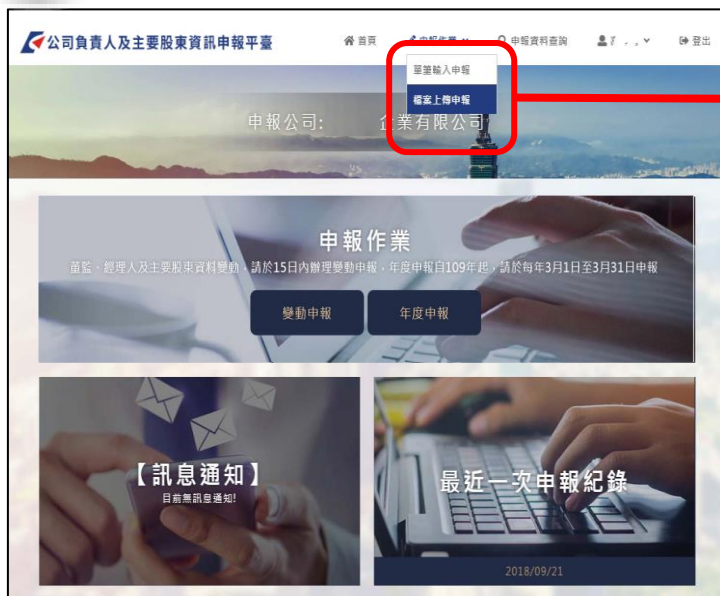 公司負責人及主要股東資訊申報平臺
首頁
申報作業
申報資料查詢
登出
單筆輸入申報
檔案上傳申報
申報公司: 企業有限公司
申報作業
董監、經理人及主要股東資料變動，請於15日內辦理變動申報，年度申報自109年起，請於每年3月1日至3月31日申報
變動申報
年度申報
【訊息通知】
目前無訊息通知!
最近一次申報紀錄
2018/09/21